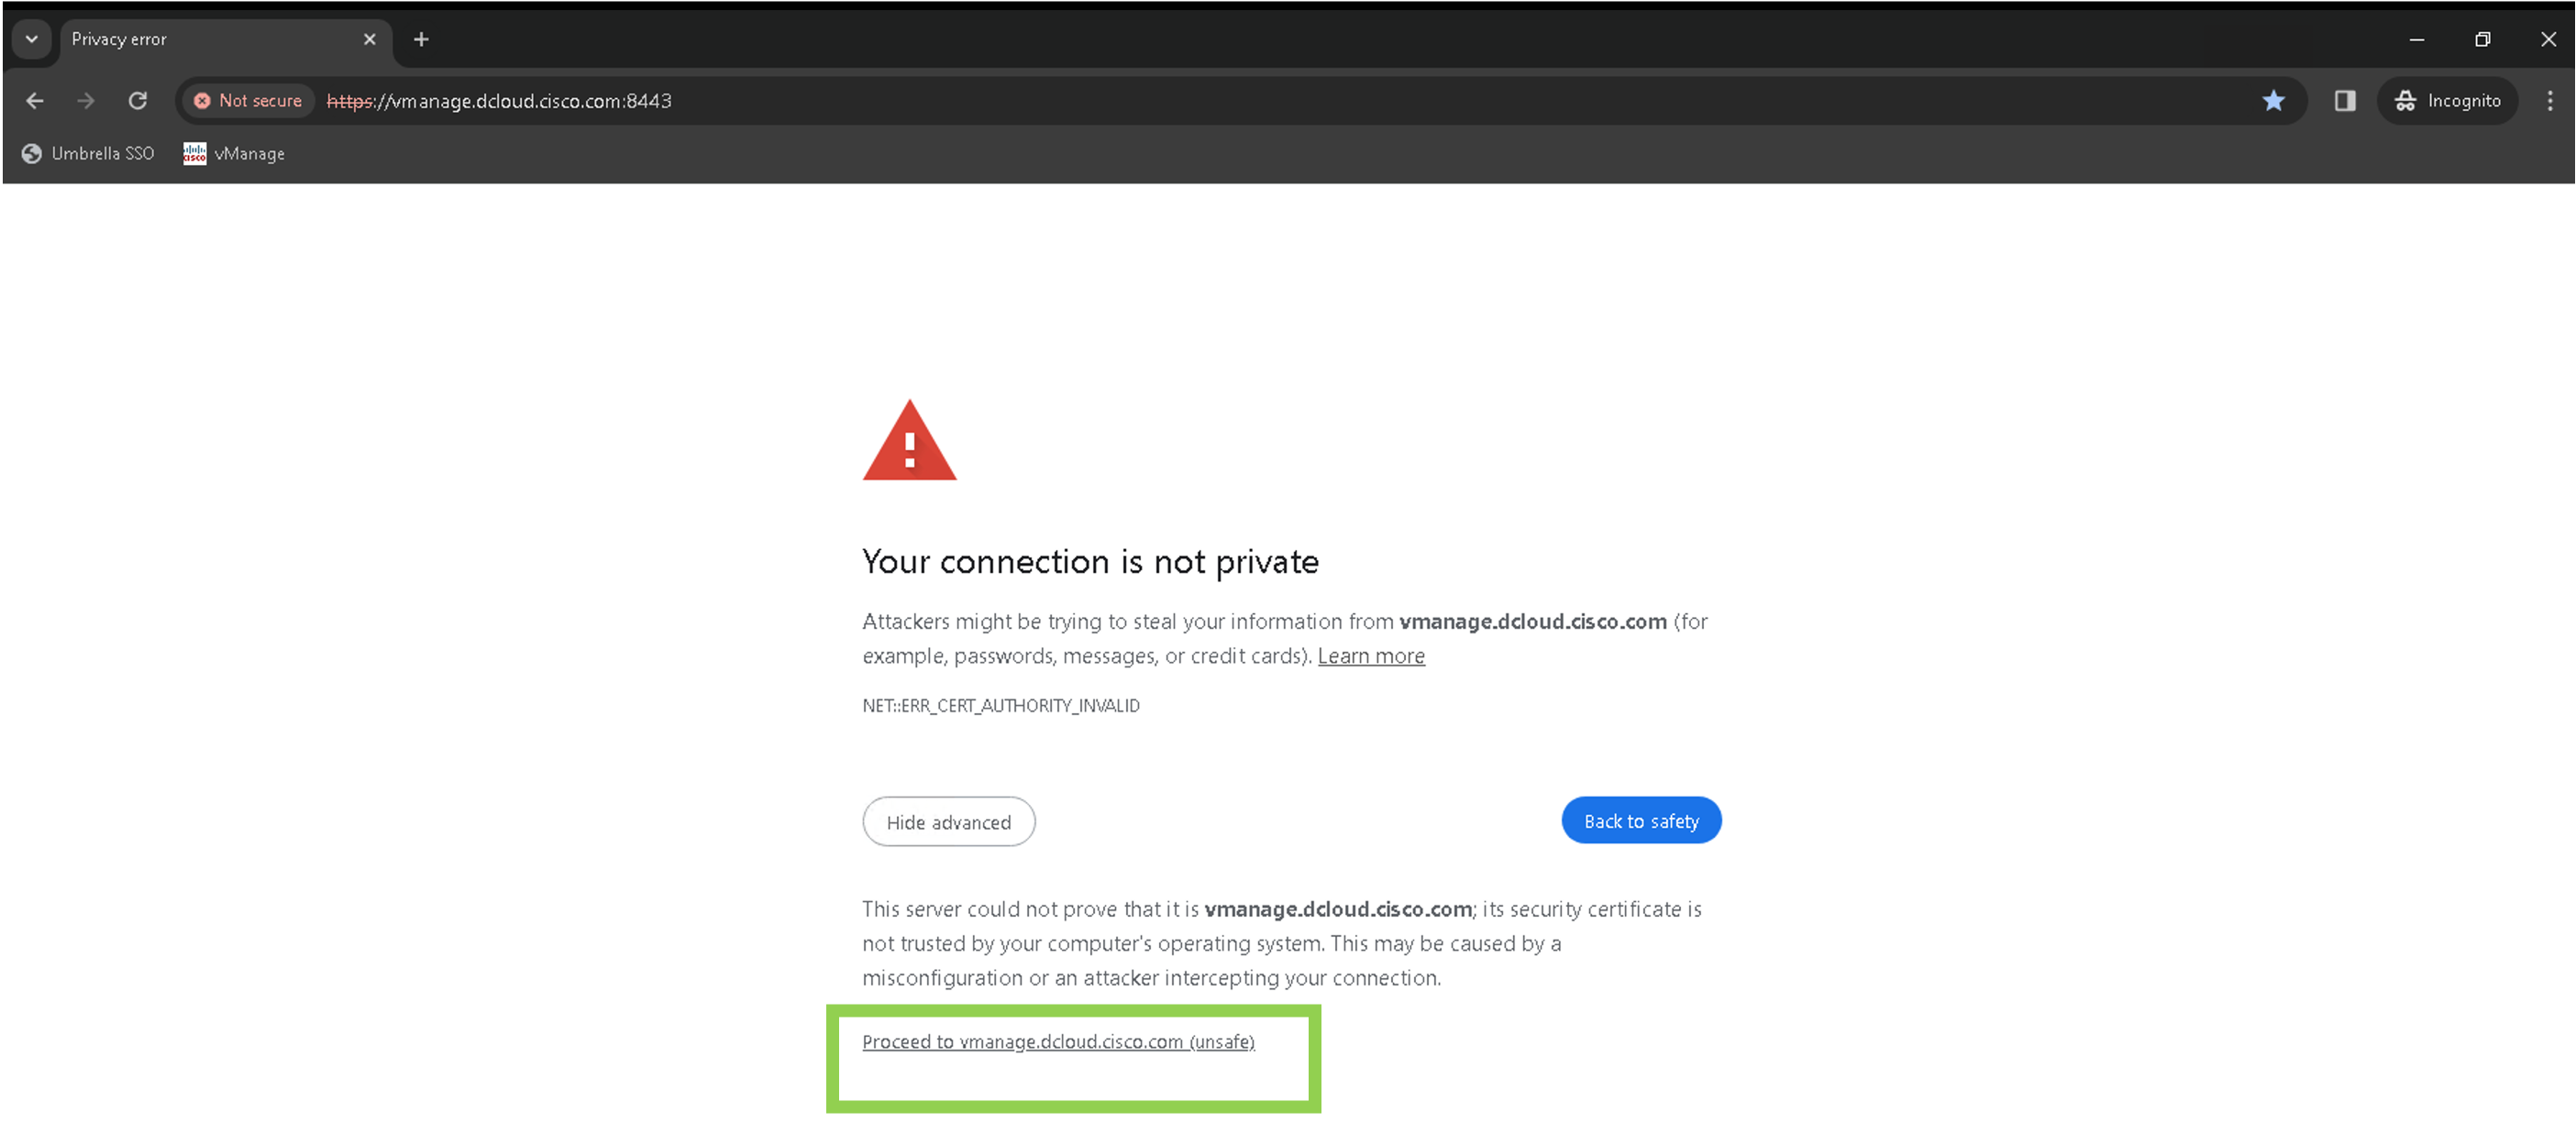 Privacy error
Not secure https://vmanage.dcloud.cisco.com:8443 Incognito
Umbrella SSO cisco vManage
Your connection is not private
Attackers might be trying to steal your information from vmanage.dcloud.cisco.com (for
example, passwords, messages, or credit cards). Learn more
NET::ERR_CERT_AUTHORITY_INVALID
Hide advanced Back to safety
This server could not prove that it is vmanage.dcloud.cisco.com; its security certificate is
not trusted by your computer's operating system. This may be caused by a
misconfiguration or an attacker intercepting your connection.
Proceed to vmanage.dcloud.cisco.com (unsafe)